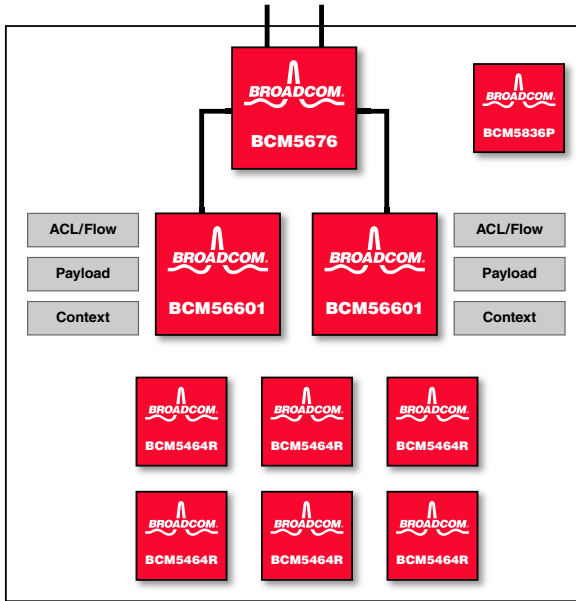 BROADCOM®
BCM5676
BROADCOM®
BCM5836P
ACL/Flow
Payload
Context
BROADCOM®
BCM56601
BROADCOM®
BCM56601
ACL/Flow
Payload
Context
BROADCOM®
BCM5464R
BROADCOM®
BCM5464R
BROADCOM®
BCM5464R
BROADCOM®
BCM5464R
BROADCOM®
BCM5464R
BROADCOM®
BCM5464R